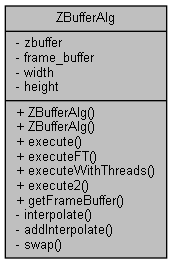 ZBufferAlg
- zbuffer
- frame_buffer
- width
- height
+ ZBufferAlg()
+ ZBufferAlg()
+ execute()
+ executeFT()
+ executeWithThreads()
+ execute2()
+ getFrameBuffer()
- interpolate()
- addInterpolate()
- swap()